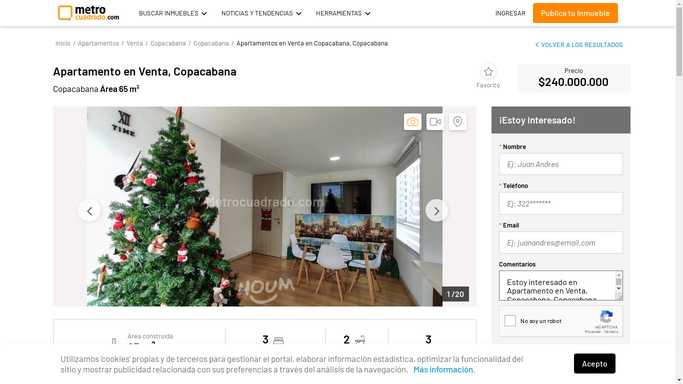 metro
cuadrado.com
BUSCAR INMUEBLES
NOTICIAS Y TENDENCIAS
HERRAMIENTAS
INGRESAR
Publica tu Inmueble
Inicio / Apartamentos / Venta / Copacabana / Copacabana / Apartamentos en Venta en Copacabana, Copacabana
VOLVER A LOS RESULTADOS
Apartamento en Venta, Copacabana
Copacabana Área 65 m²
Favorito
Precio
$240.000.000
XII
TIME
Metrocuadrado.com
HOUM
1 / 20
¡Estoy Interesado!
* Nombre
Ej: Juan Andres
* Teléfono
Ej: 322*******
* Email
Ej: juanandres@email.com
Comentarios
Estoy interesado en
Apartamento en Venta,
Copacabana, Copacabana
No soy un robot
reCAPTCHA
Privacidad - Términos
Área construida
3
2
3
Utilizamos 'cookies' propias y de terceros para gestionar el portal, elaborar información estadística, optimizar la funcionalidad del
sitio y mostrar publicidad relacionada con sus preferencias a través del análisis de la navegación. Más información.
Acepto